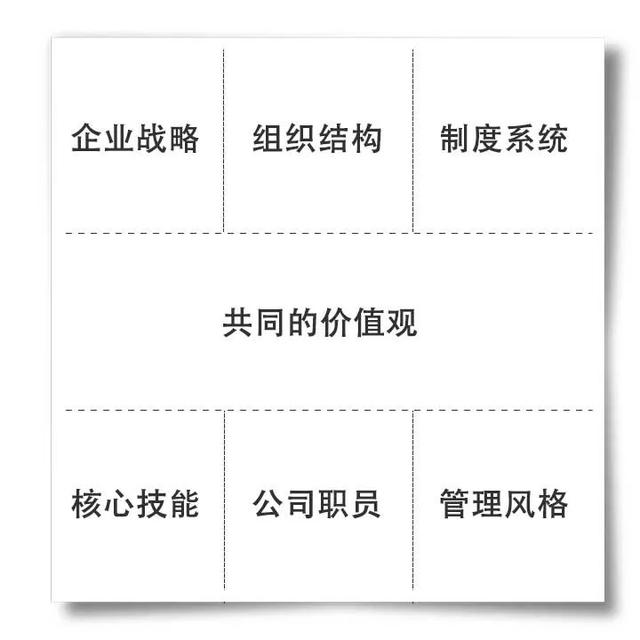 企业战略
组织结构
制度系统
共同的价值观
核心技能
公司职员
管理风格